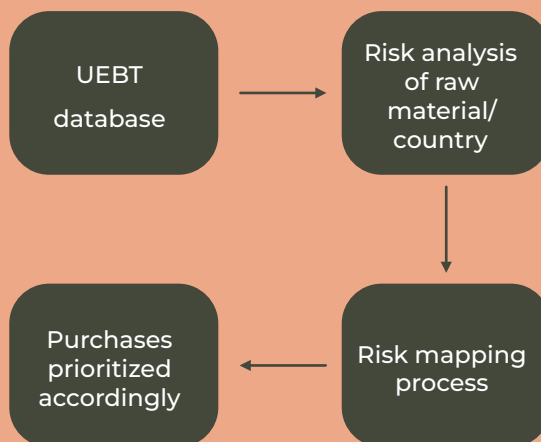 UEBT
database
Risk analysis
of raw
material/
country
Risk mapping
process
Purchases
prioritized
accordingly